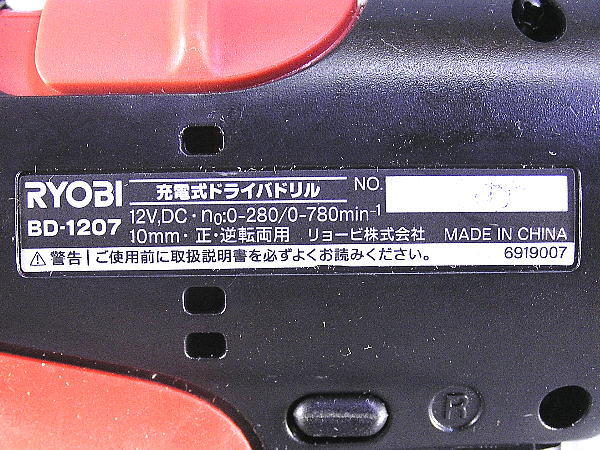 RYOBI 充電式ドライバドリル NO.
BD-1207 12V,DC・n₀:0-280/0-780min⁻¹
10mm・正・逆転両用 リョービ株式会社 MADE IN CHINA
⚠警告 ご使用前に取扱説明書を必ずよくお読みください。 6919007
R